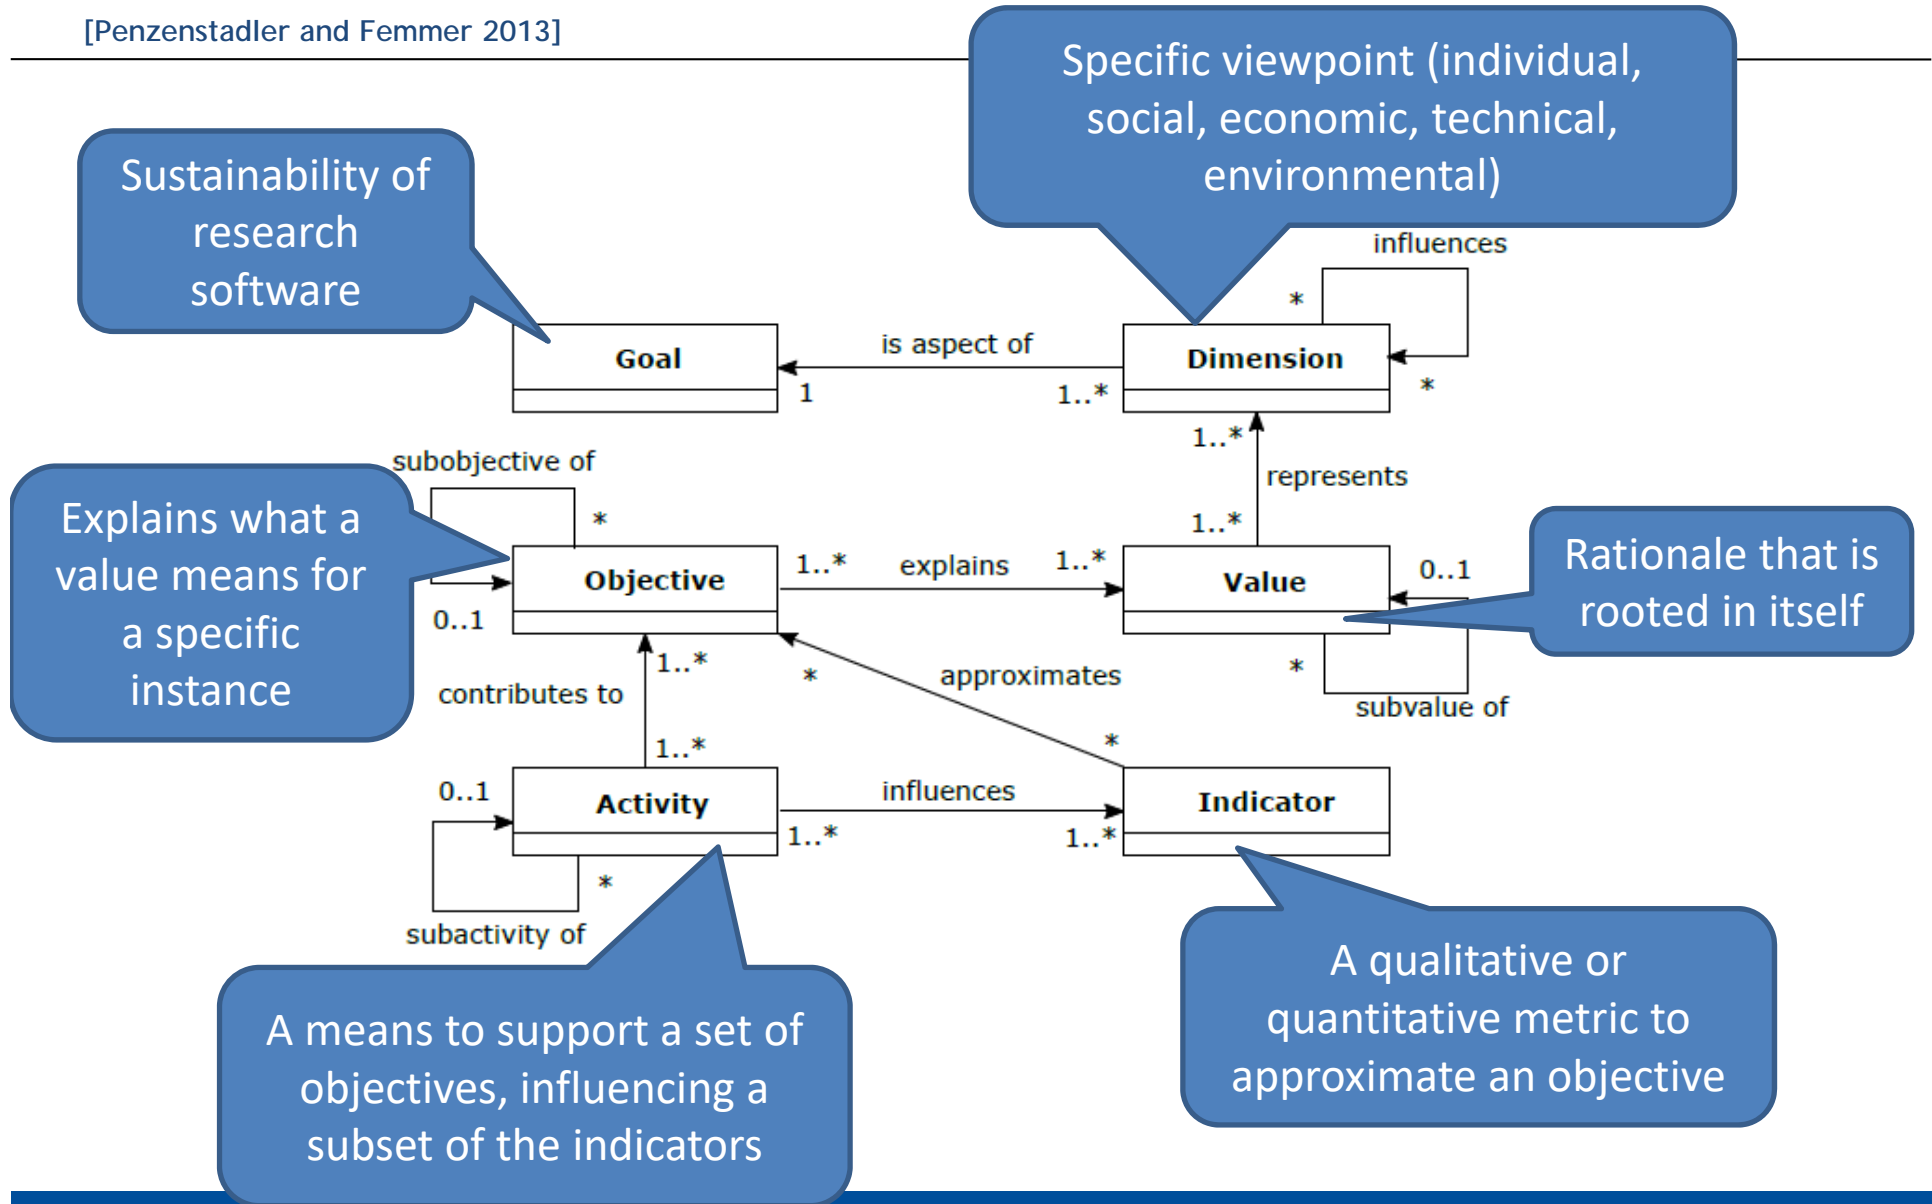 [Penzenstadler and Femmer 2013]
Specific viewpoint (individual,
social, economic, technical,
environmental)
Sustainability of
research
software
influences
*
*
Goal
is aspect of
1
1..*
Dimension
1..*
represents
1..*
subobjective of
*
0..1
Explains what a
value means for
a specific
instance
Objective
1..*
explains
1..*
Value
0..1
*
subvalue of
Rationale that is
rooted in itself
1..*
contributes to
1..*
*
approximates
*
0..1
Activity
*
subactivity of
influences
1..*
1..*
Indicator
A means to support a set of
objectives, influencing a
subset of the indicators
A qualitative or
quantitative metric to
approximate an objective